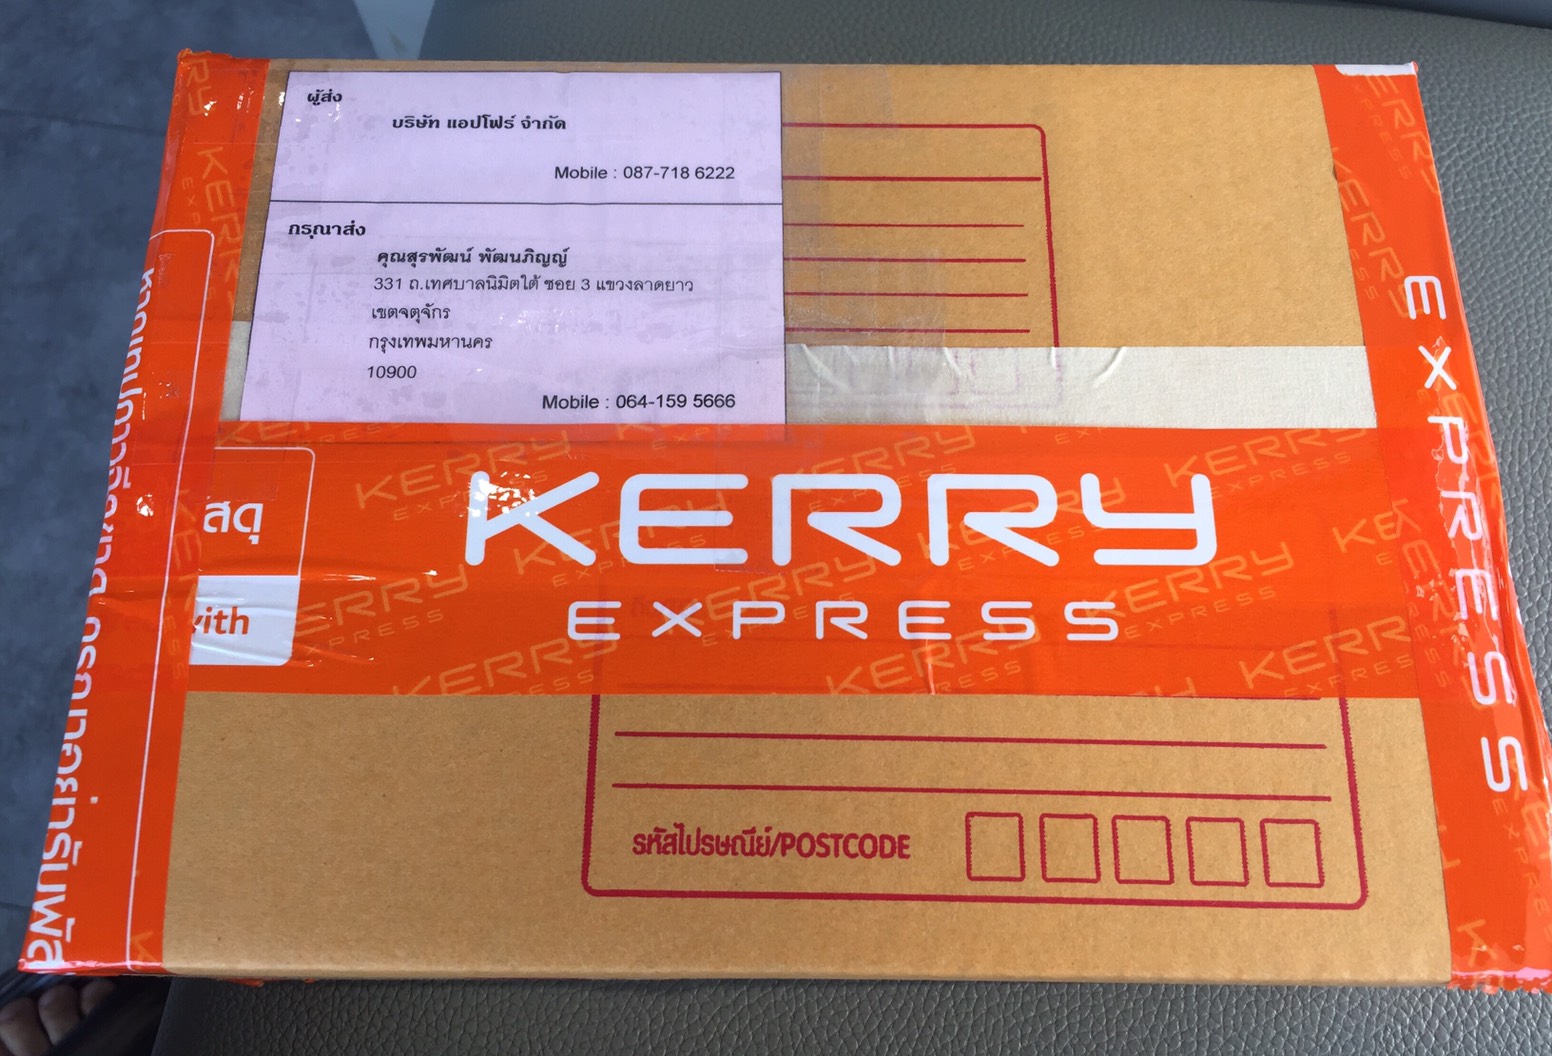 ผู้ส่ง
บริษัท แอปโฟร์ จำกัด
Mobile : 087-718 6222
กรุณาส่ง
คุณสุรพัฒน์ พัฒนภิญญ์
331 ถ.เทศบาลนิมิตใต้ ซอย 3 แขวงลาดยาว
เขตจตุจักร
กรุงเทพมหานคร
10900
Mobile : 064-159 5666
KERRY
EXPRESS
สดุ
with
EXPRESS
รหัสไปรษณีย์/POSTCODE